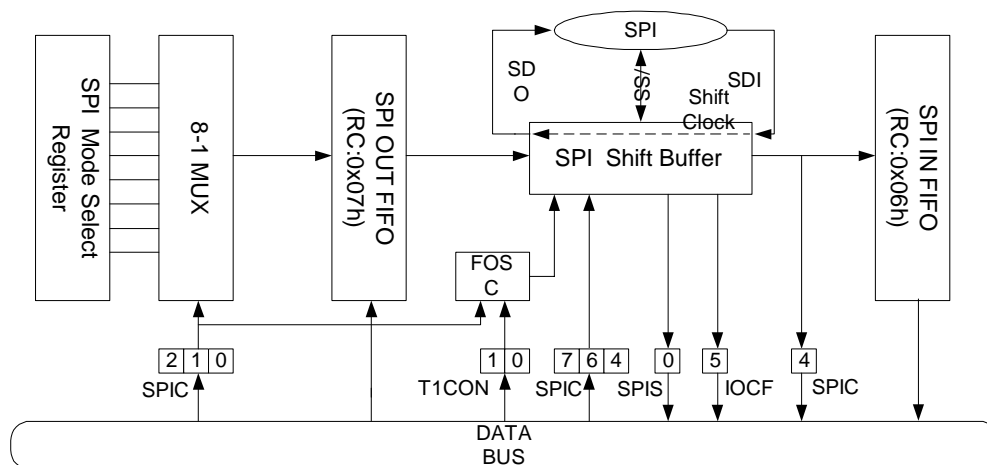 SPI Mode Select
Register
8-1 MUX
SPI OUT FIFO
(RC:0x07h)
SPI
SD
O
/SS
SDI
Shift
Clock
SPI Shift Buffer
SPI IN FIFO
(RC:0x06h)
FOS
C
2 1 0
SPIC
1 0
T1CON
7 6 4
SPIC
0
SPIS
5
IOCF
4
SPIC
DATA
BUS